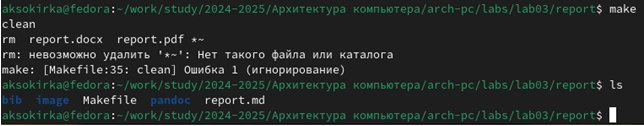 aksokirka@fedora:~/work/study/2024-2025/Архитектура компьютера/arch-pc/labs/lab03/report$ make
clean
rm  report.docx  report.pdf *~
rm: невозможно удалить '*~': Нет такого файла или каталога
make: [Makefile:35: clean] Ошибка 1 (игнорирование)
aksokirka@fedora:~/work/study/2024-2025/Архитектура компьютера/arch-pc/labs/lab03/report$ ls
bib  image  Makefile  pandoc  report.md
aksokirka@fedora:~/work/study/2024-2025/Архитектура компьютера/arch-pc/labs/lab03/report$